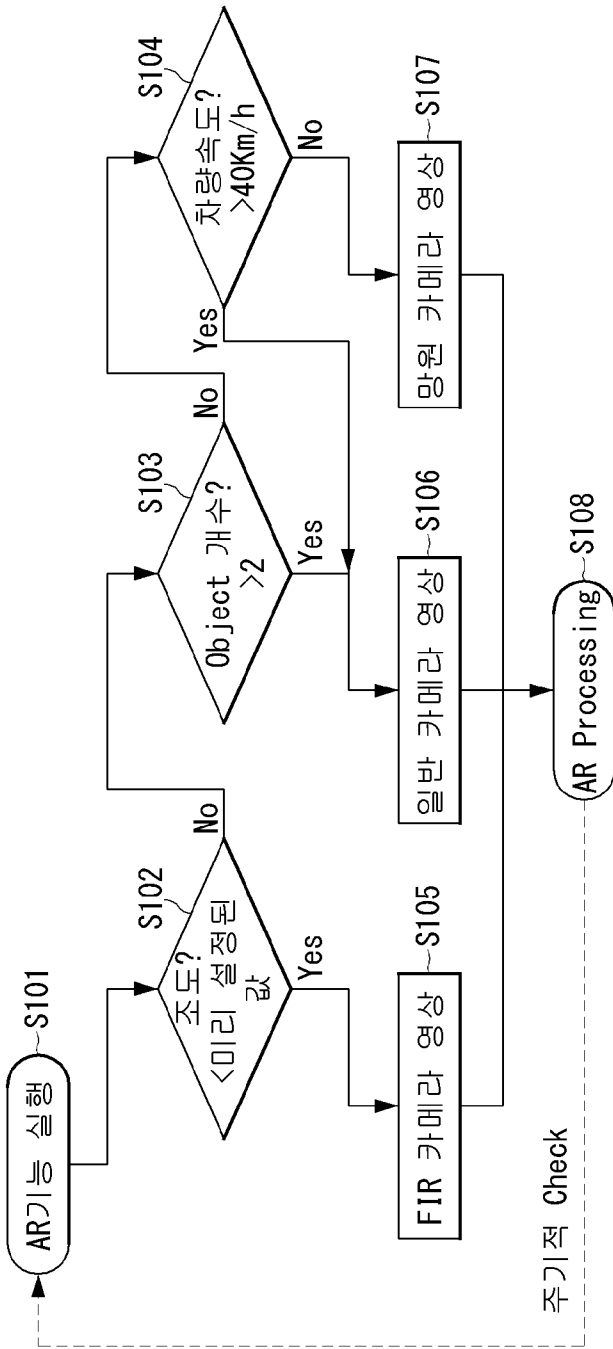 AR기능 실행
S101
조도?
<미리 설정된
값
S102
No
Yes
Object 개수?
>2
S103
No
Yes
차량속도?
>40Km/h
S104
Yes
No
FIR 카메라 영상
S105
일반 카메라 영상
S106
망원 카메라 영상
S107
AR Processing
S108
주기적 Check